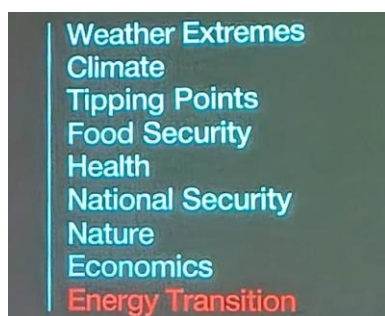 Weather Extremes
Climate
Tipping Points
Food Security
Health
National Security
Nature
Economics
Energy Transition